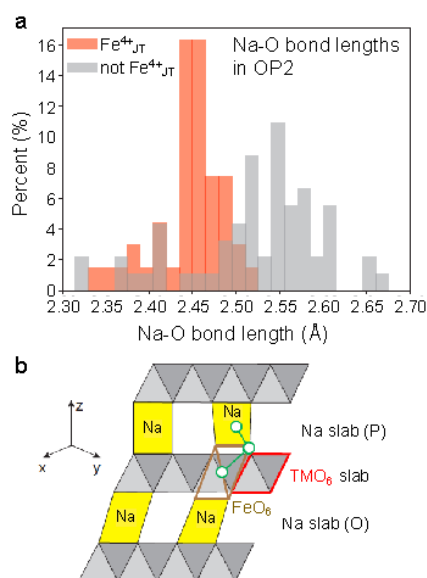 a
Fe⁴⁺JT
not Fe⁴⁺JT
Na-O bond lengths
in OP2
Percent (%)
16
14
12
10
8
6
4
2
0
2.30 2.35 2.40 2.45 2.50 2.55 2.60 2.65 2.70
Na-O bond length (Å)
b
z
x
y
Na
Na
Na slab (P)
TMO₆ slab
FeO₆
Na
Na
Na slab (O)